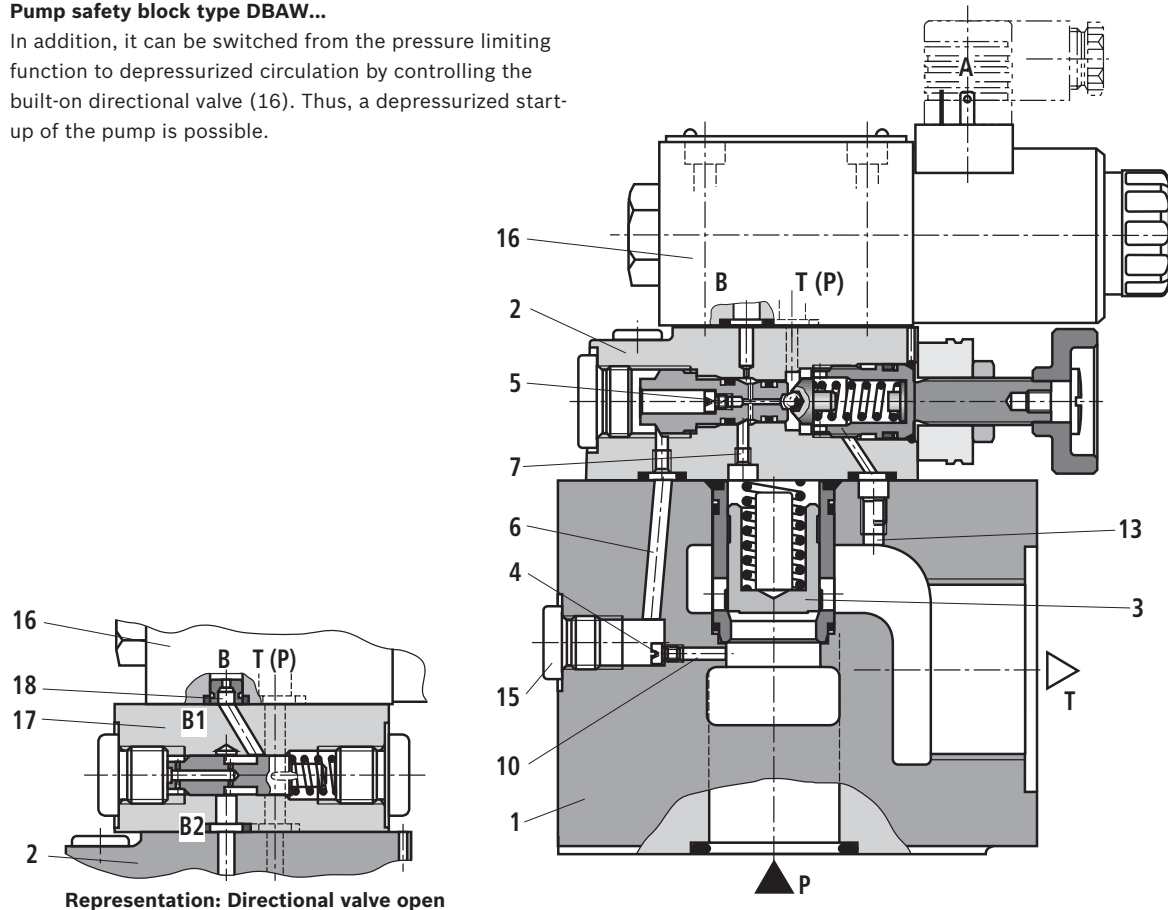 Pump safety block type DBAW...
In addition, it can be switched from the pressure limiting
function to depressurized circulation by controlling the
built-on directional valve (16). Thus, a depressurized start-
up of the pump is possible.
A
16
B T (P)
2
5
7
6
13
4
3
15
T
10
1
P
16
B T (P)
18
17
B1
B2
2
Representation: Directional valve open